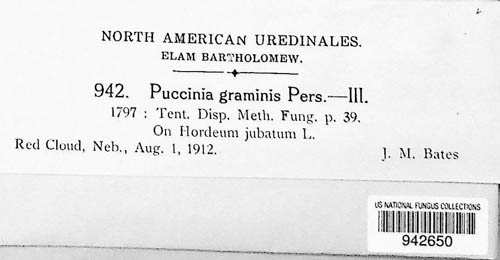 NORTH AMERICAN UREDINALES.
ELAM BARTHOLOMEW.
942. Puccinia graminis Pers.—III.
1797 : Tent. Disp. Meth. Fung. p. 39.
On Hordeum jubatum L.
Red Cloud, Neb., Aug. 1, 1912. J. M. Bates
US NATIONAL FUNGUS COLLECTIONS
942650